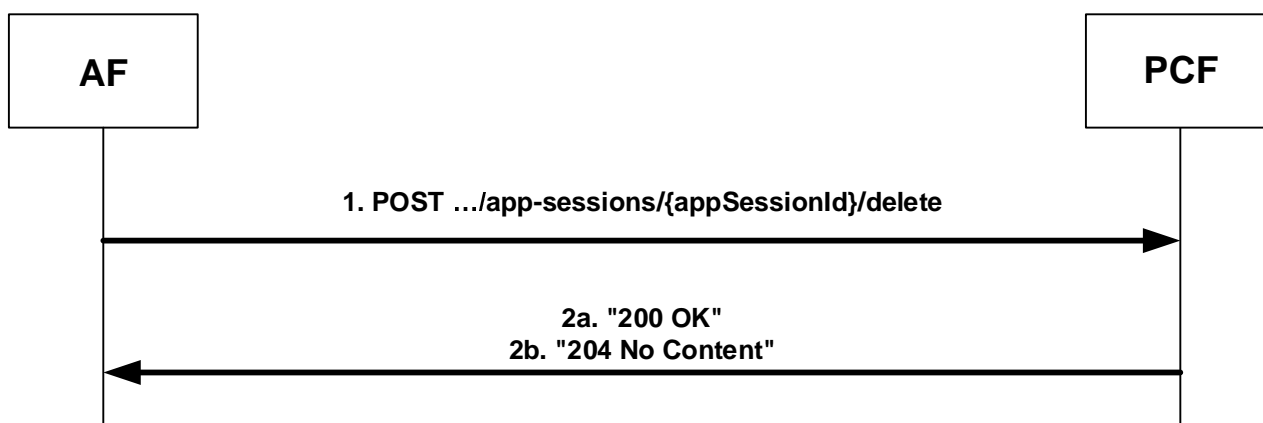 AF
PCF
1. POST …/app-sessions/{appSessionId}/delete
2a. "200 OK"
2b. "204 No Content"